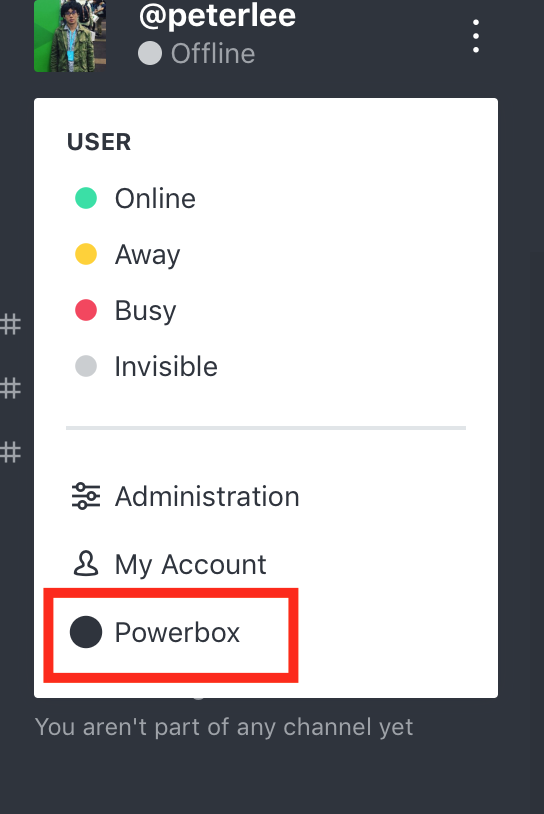 @peterlee
Offline
USER
Online
Away
Busy
Invisible
Administration
My Account
Powerbox
You aren't part of any channel yet